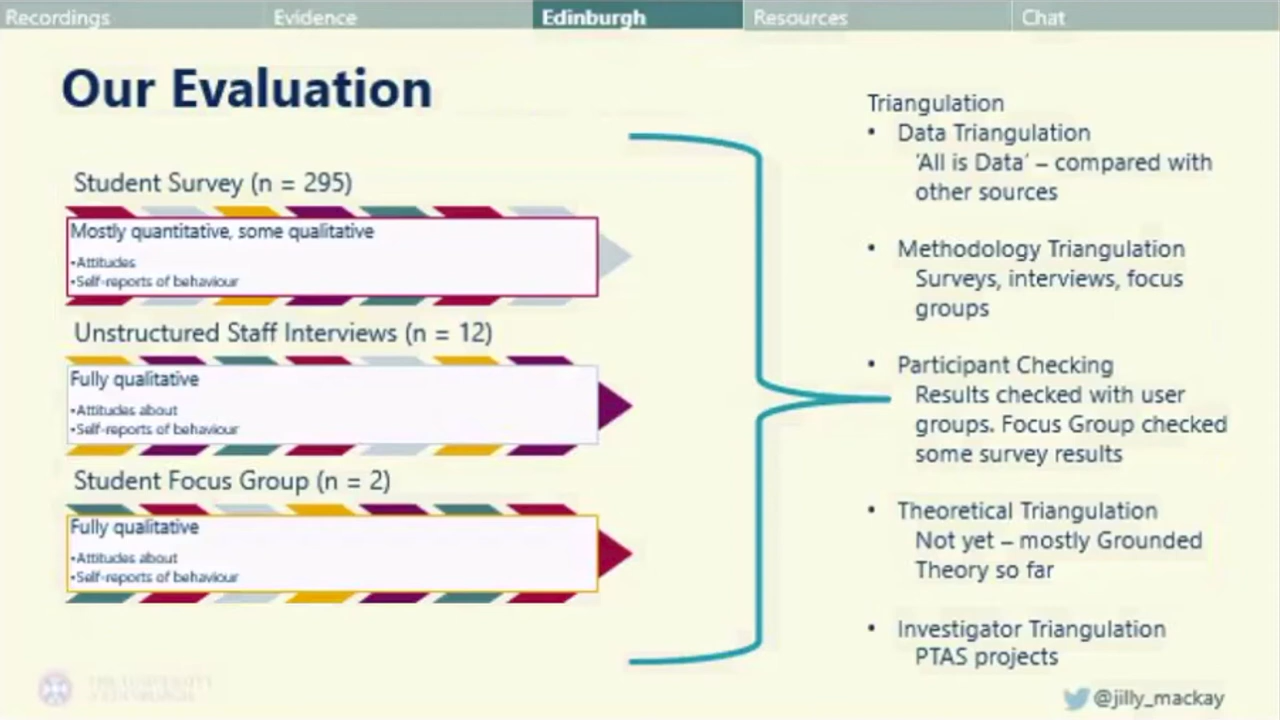 Recordings
Evidence
Edinburgh
Resources
Chat
Our Evaluation
Student Survey (n = 295)
Mostly quantitative, some qualitative
•Attitudes
•Self-reports of behaviour
Unstructured Staff Interviews (n = 12)
Fully qualitative
•Attitudes about
•Self-reports of behaviour
Student Focus Group (n = 2)
Fully qualitative
•Attitudes about
•Self-reports of behaviour
Triangulation
• Data Triangulation
‘All is Data’ – compared with
other sources
• Methodology Triangulation
Surveys, interviews, focus
groups
• Participant Checking
Results checked with user
groups. Focus Group checked
some survey results
• Theoretical Triangulation
Not yet – mostly Grounded
Theory so far
• Investigator Triangulation
PTAS projects
@jilly_mackay